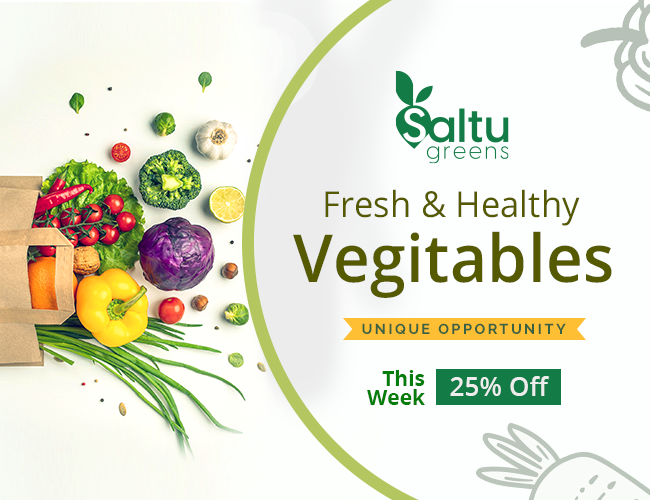 Saltu
greens
Fresh & Healthy
Vegitables
UNIQUE OPPORTUNITY
This
Week
25% Off